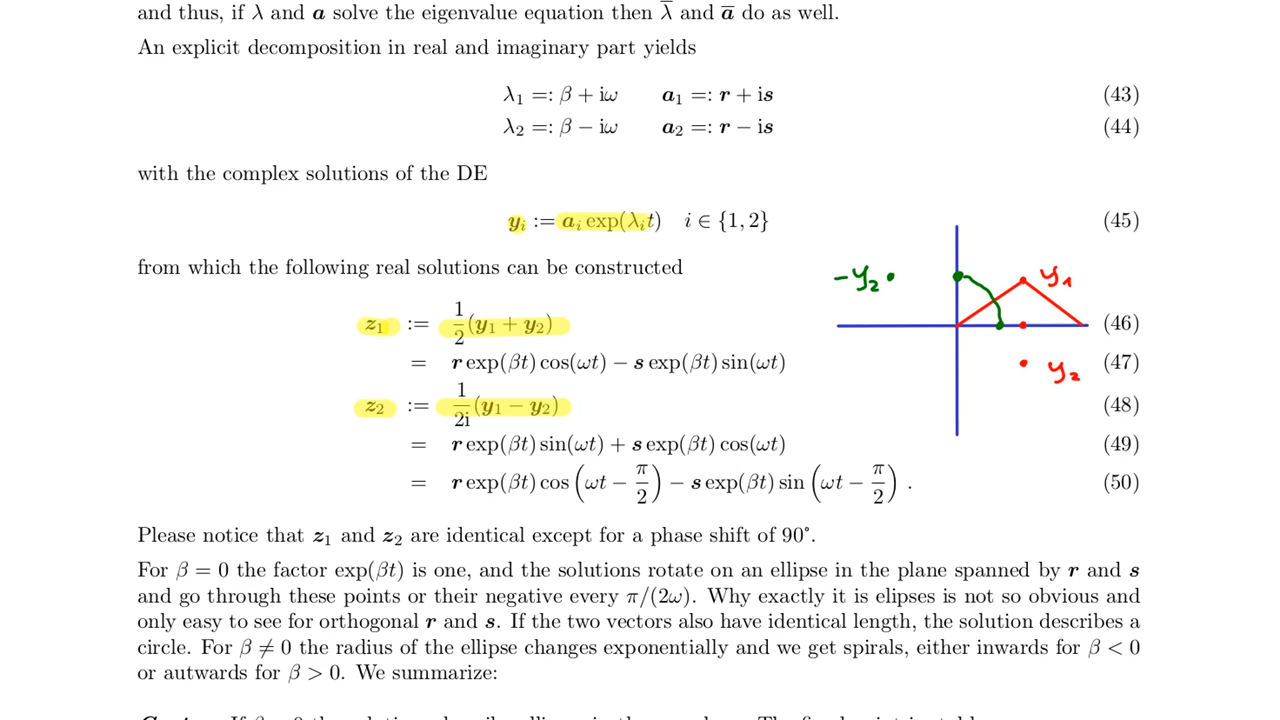 and thus, if λ and a solve the eigenvalue equation then λ̅ and a̅ do as well.
An explicit decomposition in real and imaginary part yields
λ₁ =: β + iω a₁ =: r + is (43)
λ₂ =: β − iω a₂ =: r − is (44)
with the complex solutions of the DE
yᵢ := aᵢ exp(λᵢt) i ∈ {1, 2} (45)
from which the following real solutions can be constructed
−y₂ y₁
z₁ := 1/2 (y₁ + y₂) (46)
= r exp(βt) cos(ωt) − s exp(βt) sin(ωt) (47)
y₂
z₂ := 1/2i (y₁ − y₂) (48)
= r exp(βt) sin(ωt) + s exp(βt) cos(ωt) (49)
= r exp(βt) cos (ωt − π/2) − s exp(βt) sin (ωt − π/2) . (50)
Please notice that z₁ and z₂ are identical except for a phase shift of 90°.
For β = 0 the factor exp(βt) is one, and the solutions rotate on an ellipse in the plane spanned by r and s
and go through these points or their negative every π/(2ω). Why exactly it is elipses is not so obvious and
only easy to see for orthogonal r and s. If the two vectors also have identical length, the solution describes a
circle. For β ≠ 0 the radius of the ellipse changes exponentially and we get spirals, either inwards for β < 0
or autwards for β > 0. We summarize: